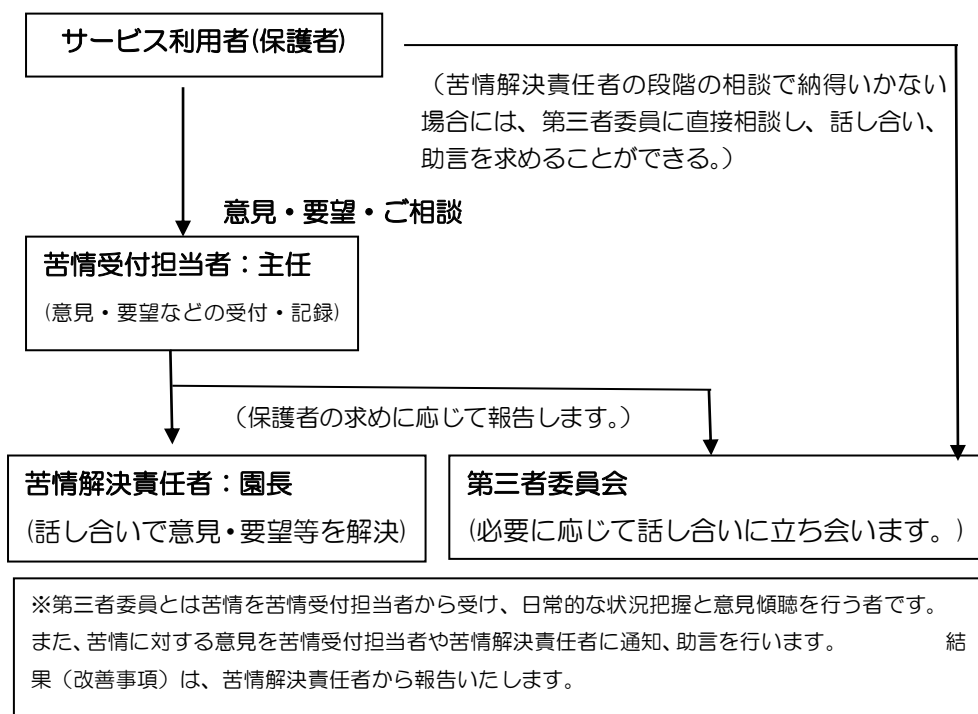 サービス利用者(保護者)
（苦情解決責任者の段階の相談で納得いかない
場合には、第三者委員に直接相談し、話し合い、
助言を求めることができる。）
意見・要望・ご相談
苦情受付担当者：主任
(意見・要望などの受付・記録)
（保護者の求めに応じて報告します。）
苦情解決責任者：園長
(話し合いで意見・要望等を解決)
第三者委員会
(必要に応じて話し合いに立ち会います。)
※第三者委員とは苦情を苦情受付担当者から受け、日常的な状況把握と意見傾聴を行う者です。
また、苦情に対する意見を苦情受付担当者や苦情解決責任者に通知、助言を行います。　　　　　結
果（改善事項）は、苦情解決責任者から報告いたします。